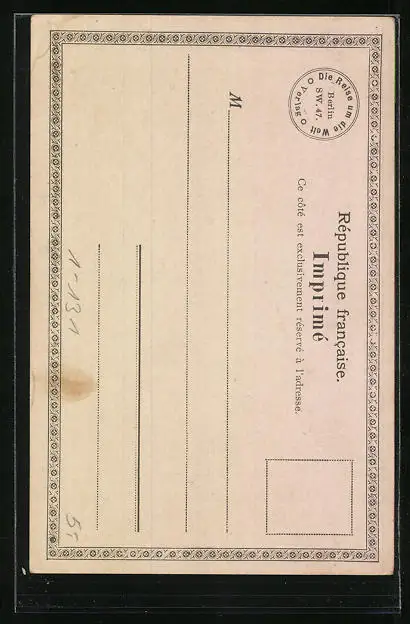 Die Reise um die Welt
Berlin
SW. 47.
Verlag
République française.
Imprimé
Ce côté est exclusivement réservé à l'adresse.
M
1-131
5,-